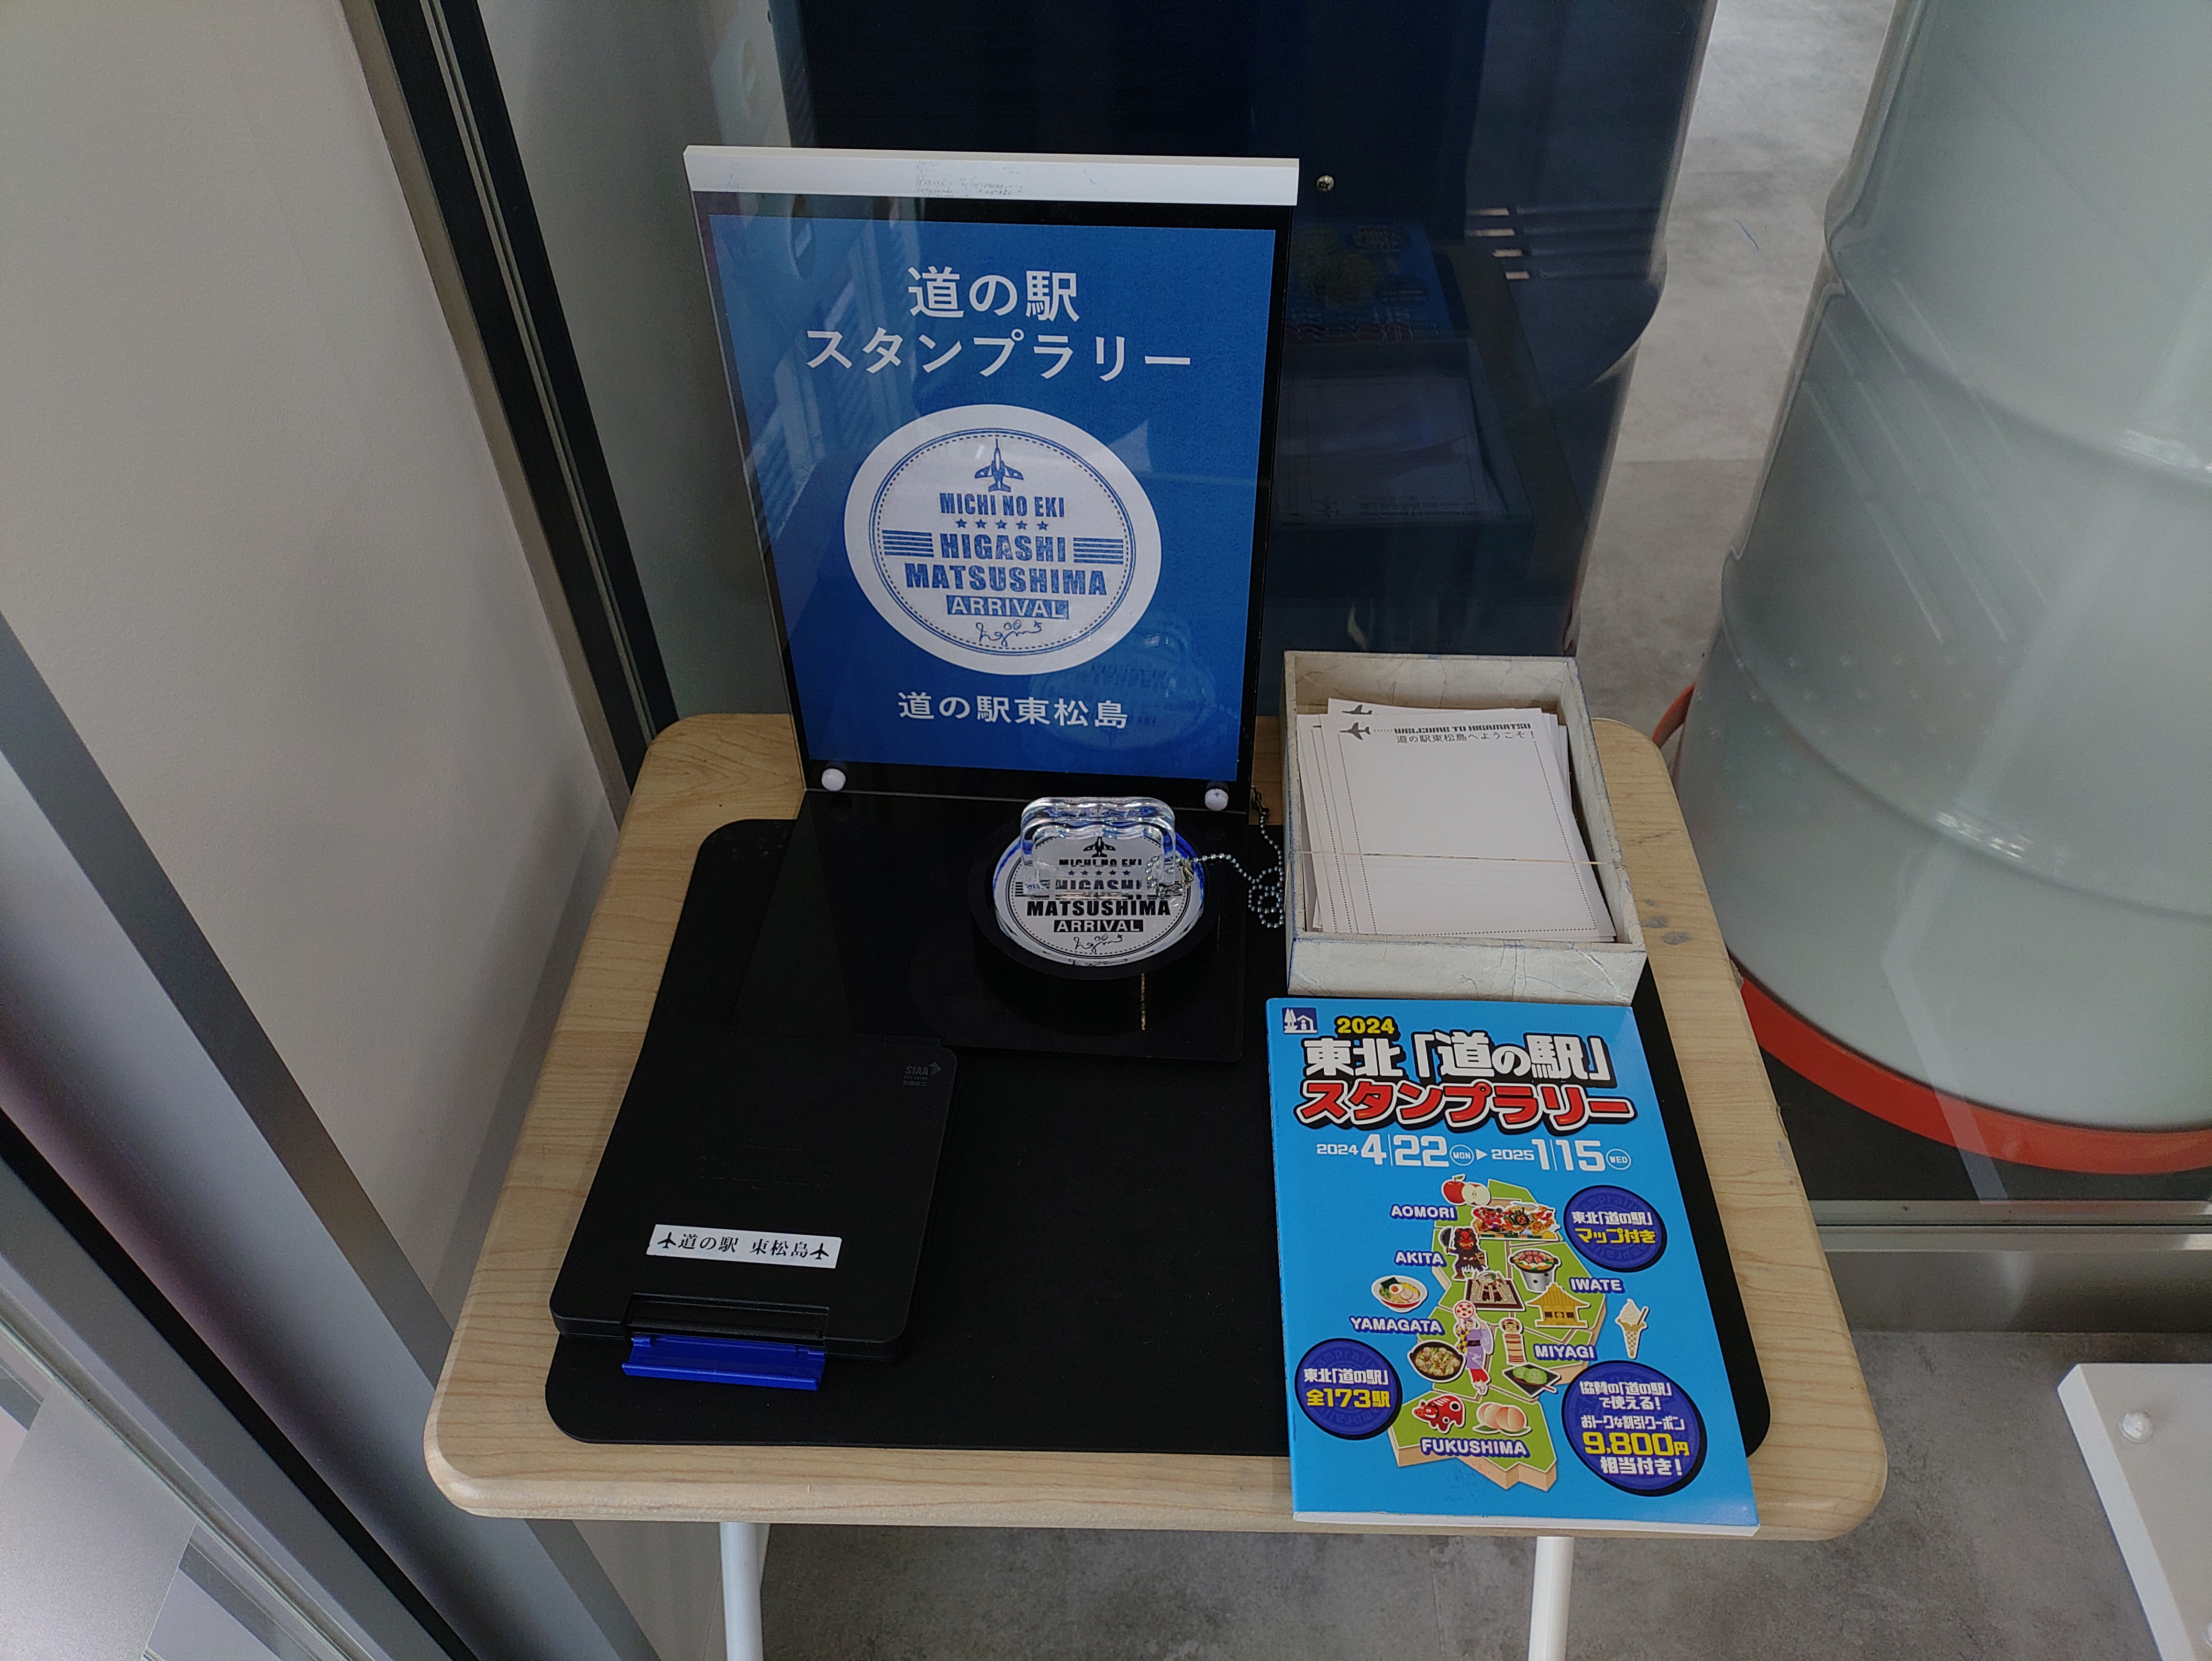 道の駅
スタンプラリー
MICHI NO EKI
HIGASHI
MATSUSHIMA
ARRIVAL
道の駅東松島
WELCOME TO HIGAMATSU
道の駅東松島へようこそ!
MICHI NO EKI
HIGASHI
MATSUSHIMA
ARRIVAL
SIAA
道の駅 東松島
2024
東北「道の駅」
スタンプラリー
2024 4|22 MON ▶ 2025 1|15 WED
AOMORI
東北「道の駅」
マップ付き
AKITA
IWATE
YAMAGATA
MIYAGI
東北「道の駅」
全173駅
協賛の「道の駅」
で使える!
おトクな割引クーポン
9,800円
相当付き!
FUKUSHIMA